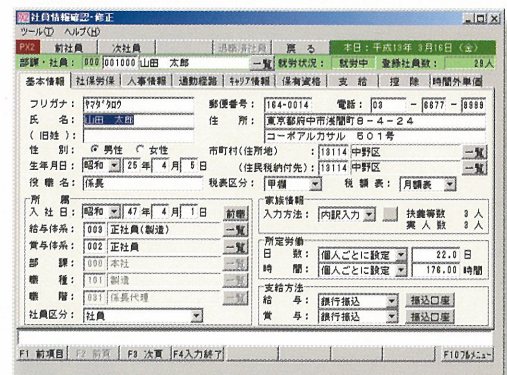 社員情報確認・修正
ツール(T) ヘルプ(H)
PX2 前社員 次社員 退職済社員 戻 る 本日：平成13年 3月16日（金）
部課・社員： 000 001000 山田 太郎 一覧 就労状況： 就労中 登録社員数： 28人
基本情報 社保労保 人事情報 通勤経路 キャリア情報 保有資格 支 給 控 除 時間外単価
フリガナ： ﾔﾏﾀﾞﾀﾛｳ 郵便番号： 164-0014 電話： 03 - 6677 - 8989
氏 名： 山田 太郎 住 所： 東京都府中市浅間町８－４－２４
（旧姓）： コーポアルカサル ５０１号
性 別： 男性 女性 市町村(住所地) ： 13114 中野区 一覧
生年月日： 昭和 25 年 4 月 5 日 (住民税納付先)： 13114 中野区 一覧
役 職 名： 係長 税表区分： 甲欄 税 額 表： 月額表
所 属 家族情報
入 社 日： 昭和 47 年 4 月 1 日 前職 入力方法： 内訳入力 扶養等数 3 人
実 人 数 3 人
給与体系： 003 正社員(製造) 一覧
賞与体系： 002 正社員 一覧 所定労働
日 数： 個人ごとに設定 22.0 日
部 課： 000 本社 一覧
職 種： 101 製造 一覧 時 間： 個人ごとに設定 176.00 時間
職 階： 031 係長代理 一覧 支給方法
給 与： 銀行振込 振込口座
社員区分： 社員 賞 与： 銀行振込 振込口座
F1 前項目 F2 前頁 F3 次頁 F4入力終了 F10ﾌﾙﾒﾆｭｰ